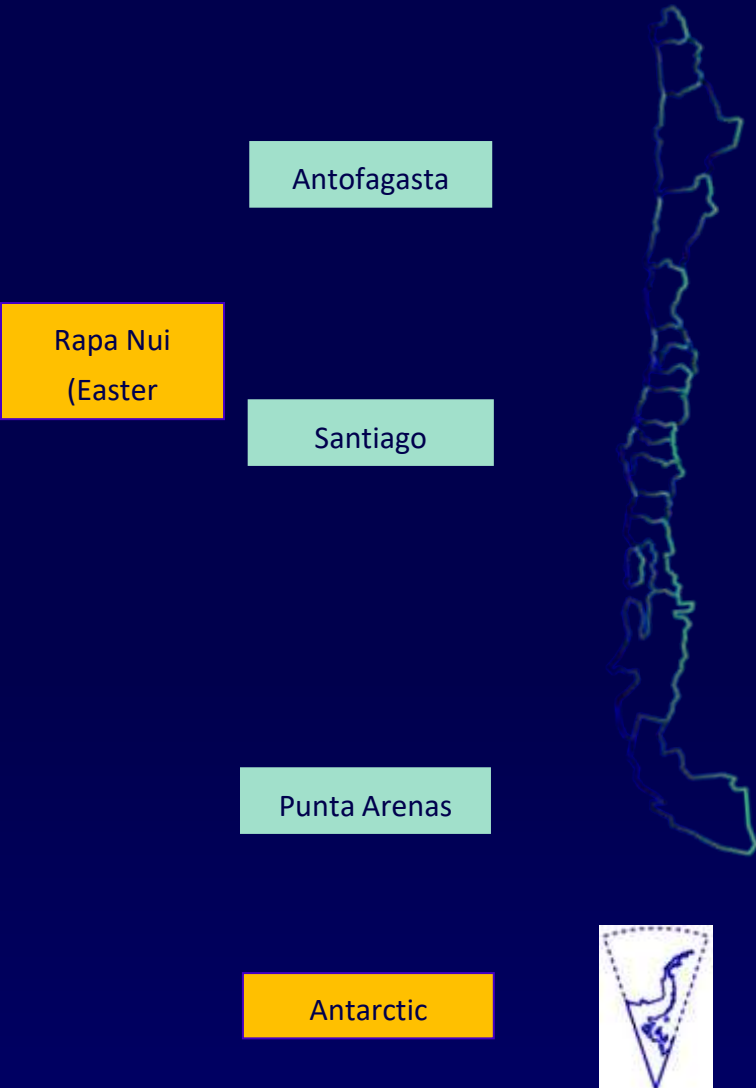 Antofagasta
Rapa Nui
(Easter
Santiago
Punta Arenas
Antarctic